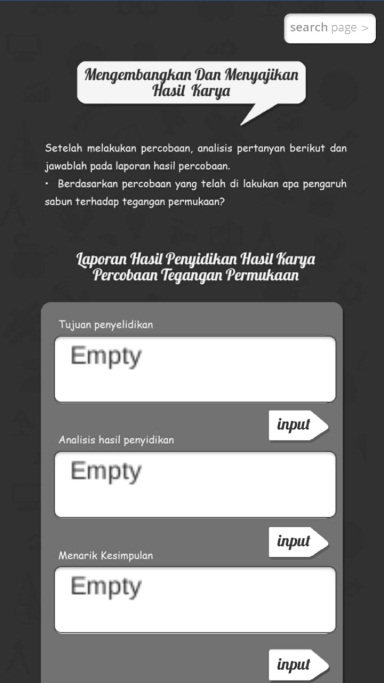 search page >
Mengembangkan Dan Menyajikan
Hasil Karya
Setelah melakukan percobaan, analisis pertanyan berikut dan
jawablah pada laporan hasil percobaan.
• Berdasarkan percobaan yang telah di lakukan apa pengaruh
sabun terhadap tegangan permukaan?
Laporan Hasil Penyidikan Hasil Karya
Percobaan Tegangan Permukaan
Tujuan penyelidikan
Empty
input
Analisis hasil penyidikan
Empty
input
Menarik Kesimpulan
Empty
input